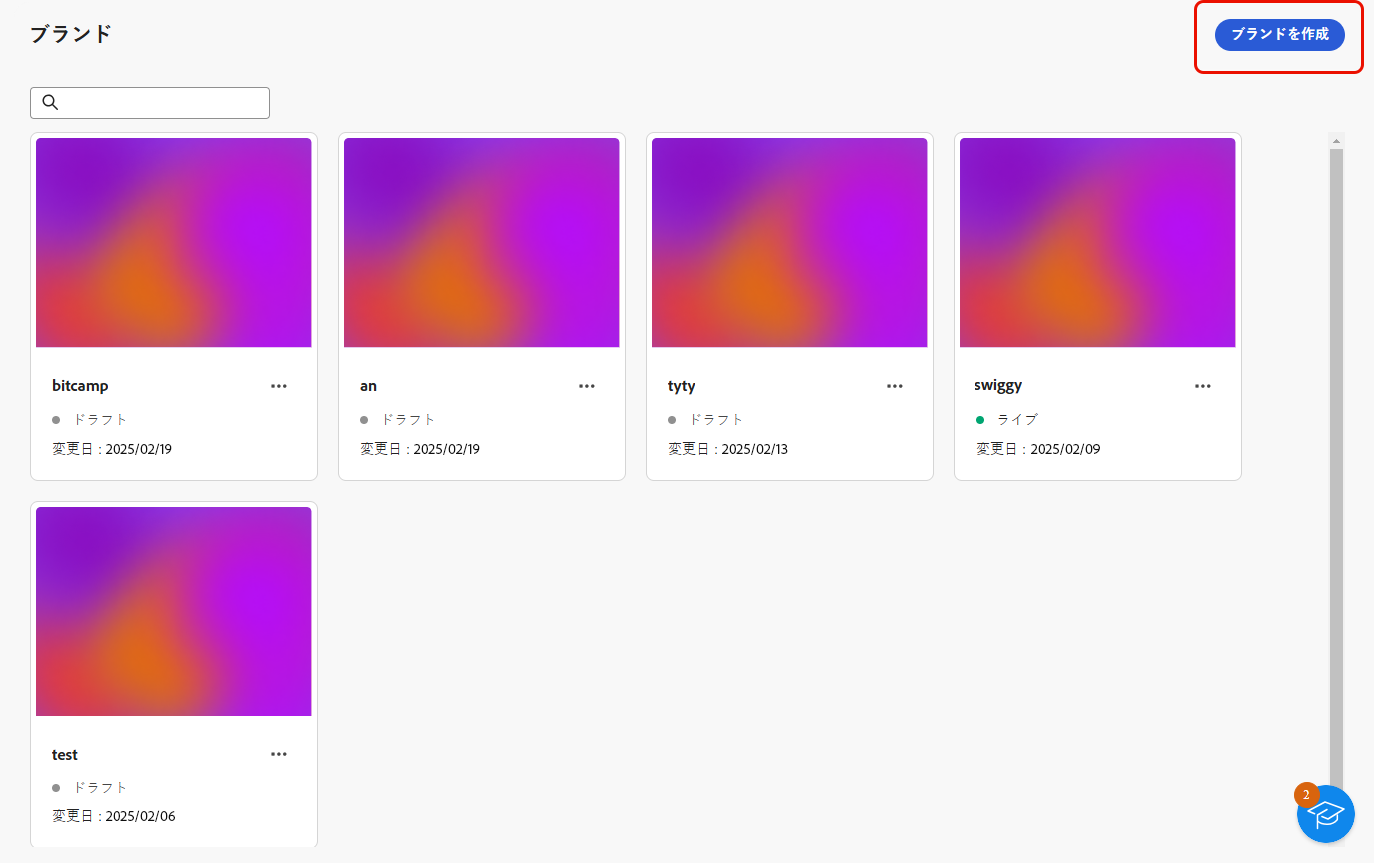 ブランド
ブランドを作成
bitcamp
ドラフト
変更日 : 2025/02/19
an
ドラフト
変更日 : 2025/02/19
tyty
ドラフト
変更日 : 2025/02/13
swiggy
ライブ
変更日 : 2025/02/09
test
ドラフト
変更日 : 2025/02/06
2